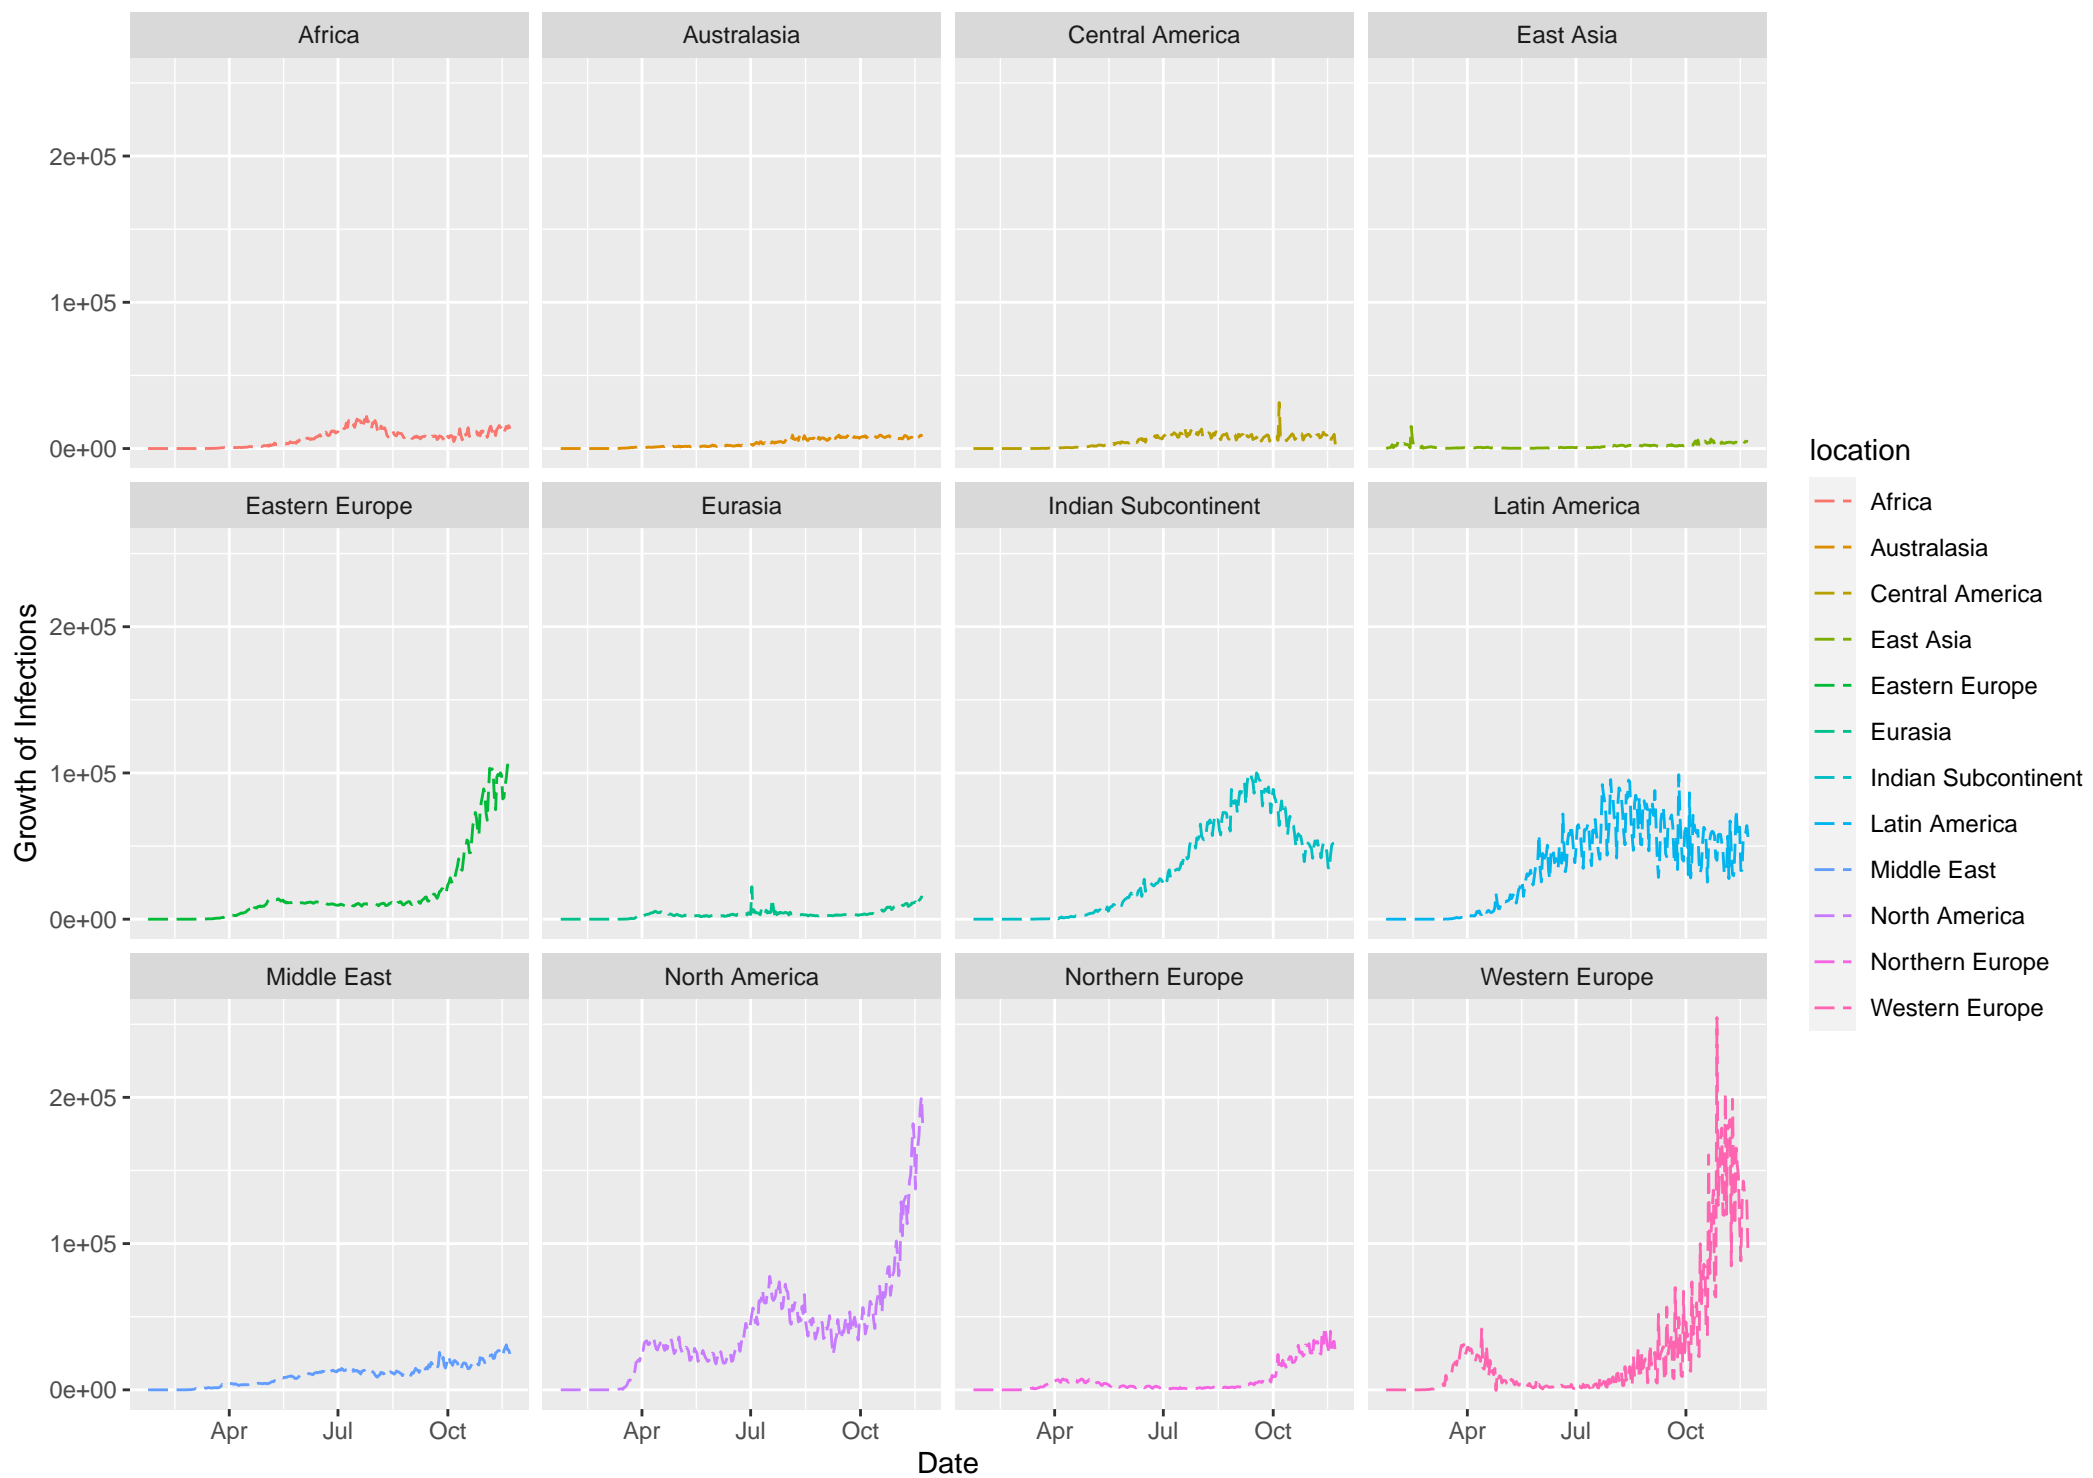 Africa
Australasia
Central America
East Asia
2e+05
1e+05
0e+00
Eastern Europe
Eurasia
Indian Subcontinent
Latin America
2e+05
1e+05
0e+00
Middle East
North America
Northern Europe
Western Europe
2e+05
1e+05
0e+00
Apr Jul Oct
Apr Jul Oct
Apr Jul Oct
Apr Jul Oct
Date
Growth of Infections
location
Africa
Australasia
Central America
East Asia
Eastern Europe
Eurasia
Indian Subcontinent
Latin America
Middle East
North America
Northern Europe
Western Europe